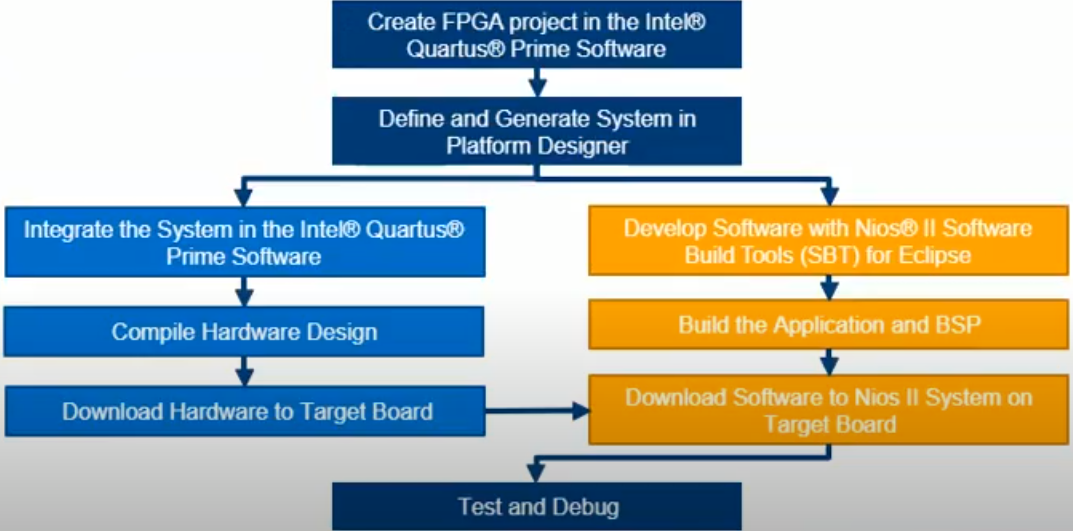 Create FPGA project in the Intel®
Quartus® Prime Software
Define and Generate System in
Platform Designer
Integrate the System in the Intel® Quartus®
Prime Software
Compile Hardware Design
Download Hardware to Target Board
Develop Software with Nios® II Software
Build Tools (SBT) for Eclipse
Build the Application and BSP
Download Software to Nios II System on
Target Board
Test and Debug